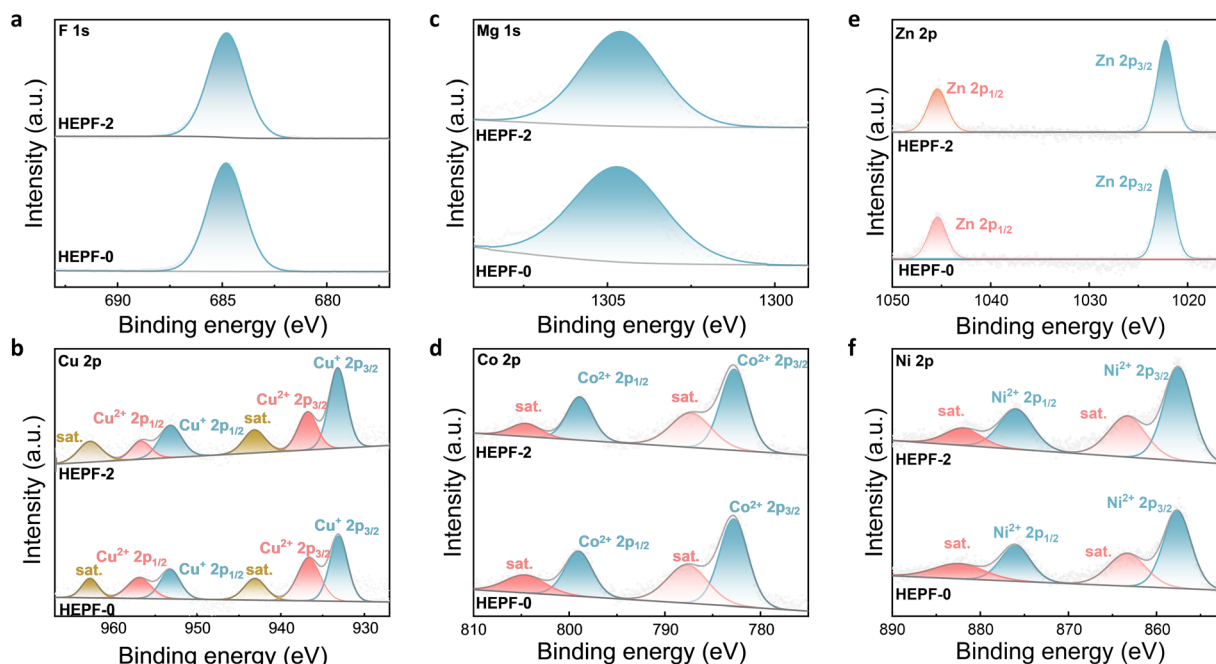 a
F 1s
HEPF-2
HEPF-0
Intensity (a.u.)
690
685
680
Binding energy (eV)
c
Mg 1s
HEPF-2
HEPF-0
Intensity (a.u.)
1305
1300
Binding energy (eV)
e
Zn 2p
Zn 2p3/2
Zn 2p1/2
HEPF-2
Zn 2p3/2
Zn 2p1/2
HEPF-0
Intensity (a.u.)
1050
1040
1030
1020
Binding energy (eV)
b
Cu 2p
Cu+ 2p3/2
Cu2+ 2p3/2
Cu2+ 2p1/2
Cu+ 2p1/2
sat.
sat.
HEPF-2
Cu+ 2p3/2
Cu2+ 2p3/2
Cu2+ 2p1/2
Cu+ 2p1/2
sat.
sat.
HEPF-0
Intensity (a.u.)
960
950
940
930
Binding energy (eV)
d
Co 2p
Co2+ 2p3/2
Co2+ 2p1/2
sat.
sat.
HEPF-2
Co2+ 2p3/2
Co2+ 2p1/2
sat.
sat.
HEPF-0
Intensity (a.u.)
810
800
790
780
Binding energy (eV)
f
Ni 2p
Ni2+ 2p3/2
Ni2+ 2p1/2
sat.
sat.
HEPF-2
Ni2+ 2p3/2
Ni2+ 2p1/2
sat.
sat.
HEPF-0
Intensity (a.u.)
890
880
870
860
Binding energy (eV)